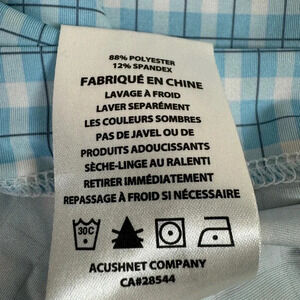 88% POLYESTER
12% SPANDEX
FABRIQUÉ EN CHINE
LAVAGE À FROID
LAVER SEPARÉMENT
LES COULEURS SOMBRES
PAS DE JAVEL OU DE
PRODUITS ADOUCISSANTS
SÈCHE-LINGE AU RALENTI
RETIRER IMMÉDIATEMENT
REPASSAGE À FROID SI NÉCESSAIRE
30C
ACUSHNET COMPANY
CA#28544